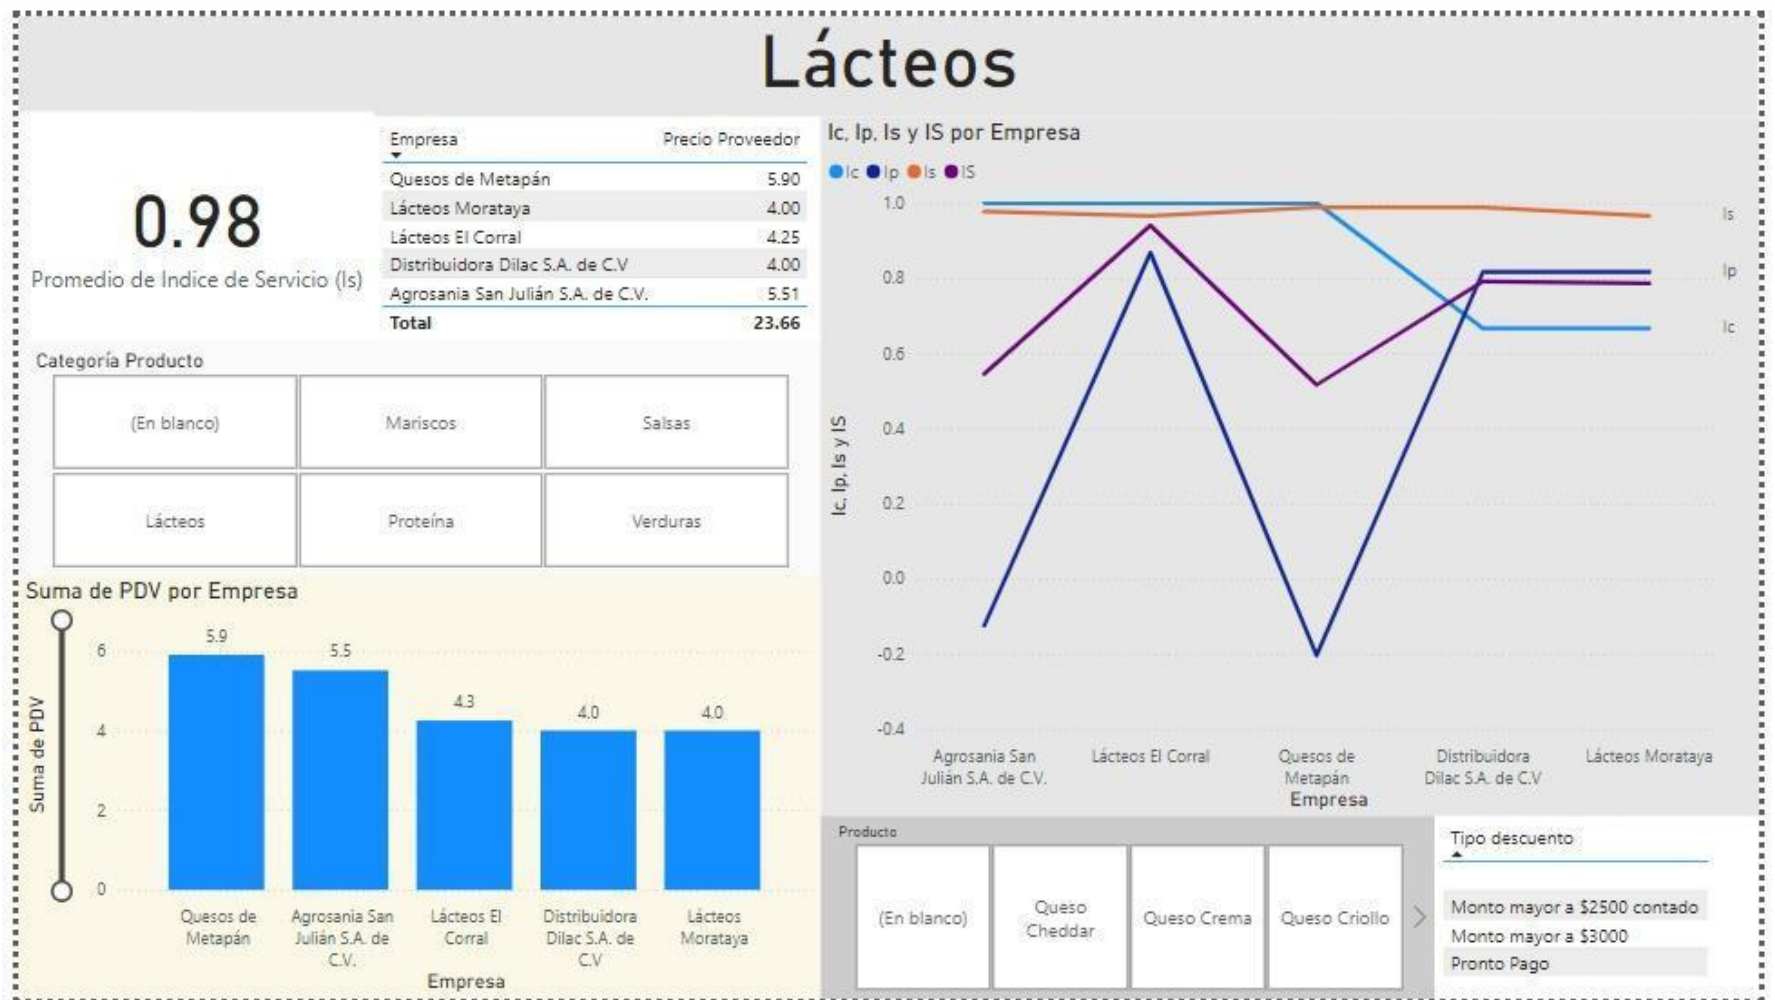 Lácteos
0.98
Promedio de Indice de Servicio (Is)
Empresa Precio Proveedor
Quesos de Metapán 5.90
Lácteos Morataya 4.00
Lácteos El Corral 4.25
Distribuidora Dilac S.A. de C.V 4.00
Agrosania San Julián S.A. de C.V. 5.51
Total 23.66
Categoría Producto
(En blanco) Mariscos Salsas
Lácteos Proteína Verduras
Suma de PDV por Empresa
Suma de PDV
6
4
2
0
5.9
5.5
4.3
4.0
4.0
Quesos de
Metapán
Agrosania San
Julián S.A. de
C.V.
Lácteos El
Corral
Distribuidora
Dilac S.A. de
C.V
Lácteos
Morataya
Empresa
Ic, Ip, Is y IS por Empresa
Ic Ip Is IS
Ic, Ip, Is y IS
1.0
0.8
0.6
0.4
0.2
0.0
-0.2
-0.4
Is
Ip
Ic
Agrosania San
Julián S.A. de C.V.
Lácteos El Corral
Quesos de
Metapán
Distribuidora
Dilac S.A. de C.V
Lácteos Morataya
Empresa
Producto
(En blanco)
Queso
Cheddar
Queso Crema
Queso Criollo
Tipo descuento
Monto mayor a $2500 contado
Monto mayor a $3000
Pronto Pago